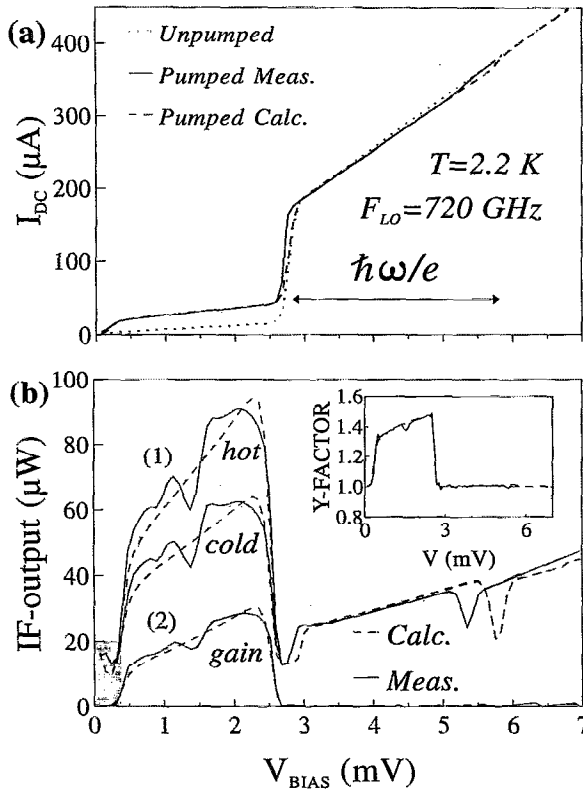 (a)
Unpumped
Pumped Meas.
Pumped Calc.
T=2.2 K
F_LO=720 GHz
ħω/e
I_DC (μA)
400
300
200
100
0
(b)
IF-output (μW)
100
80
60
40
20
0
(1)
hot
cold
(2)
gain
Y-FACTOR
1.6
1.4
1.2
1.0
0.8
0 3 6
V (mV)
Calc.
Meas.
0 1 2 3 4 5 6 7
V_BIAS (mV)